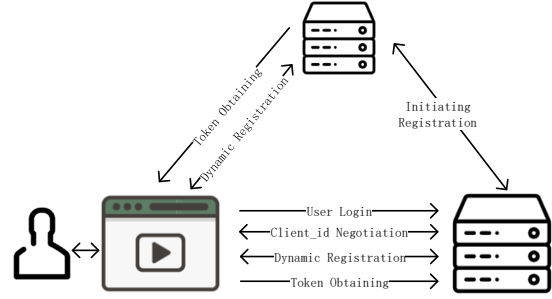 Token Obtaining
Dynamic Registration
Initiating
Registration
User Login
Client_id Negotiation
Dynamic Registration
Token Obtaining